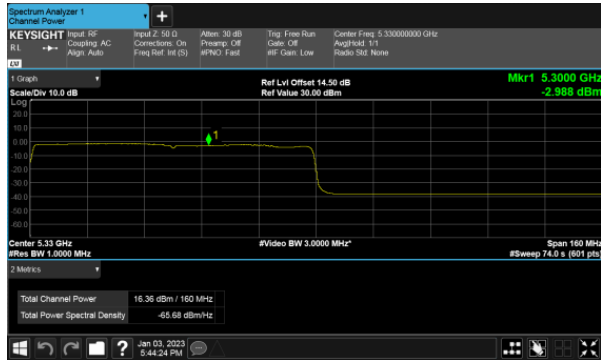 Spectrum Analyzer 1
Channel Power
+
KEYSIGHT Input: RF Input Z: 50 Ω Atten: 30 dB Trig: Free Run Center Freq: 5.330000000 GHz
RL Coupling: AC Corrections: On Preamp: Off Gate: Off Avg|Hold: 1/1
Align: Auto Freq Ref: Int (S) #PNO: Fast #IF Gain: Low Radio Std: None
LXI
1 Graph Ref Lvl Offset 14.50 dB Mkr1 5.3000 GHz
Scale/Div 10.0 dB Ref Value 30.00 dBm -2.988 dBm
Log
20.0
10.0
0.00
-10.0
-20.0
-30.0
-40.0
-50.0
-60.0
1
Center 5.33 GHz #Video BW 3.0000 MHz* Span 160 MHz
#Res BW 1.0000 MHz #Sweep 74.0 s (601 pts)
2 Metrics
Total Channel Power 16.36 dBm / 160 MHz
Total Power Spectral Density -65.68 dBm/Hz
? Jan 03, 2023
5:44:24 PM